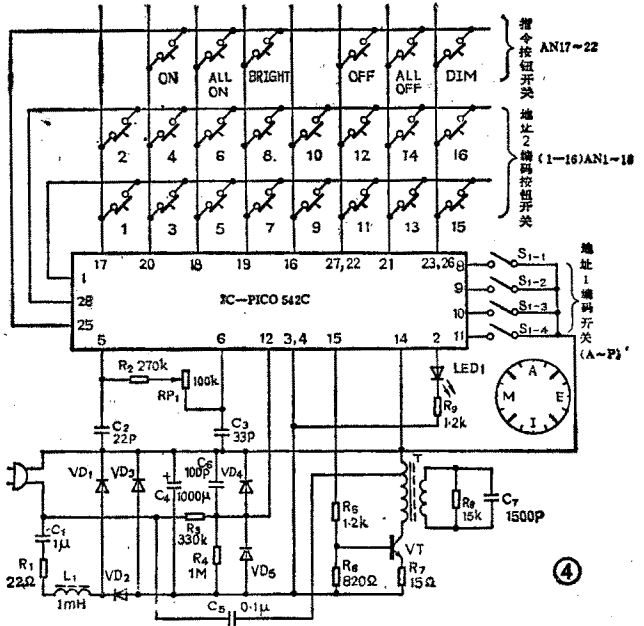 ON
ALL ON
BRIGHT
OFF
ALL OFF
DIM
指令按钮开关
AN17~22
2
4
6
8
10
12
14
16
地址2编码按钮开关
(1—16)AN1~16
1
3
5
7
9
11
13
15
17
20
18
19
16
27,22
21
23,26
1
28
25
IC—PICO 542C
8
9
10
11
S1-1
S1-2
S1-3
S1-4
地址1编码开关
(A~P)
5
6
12
3,4
15
14
2
R2 270k
100k
RP1
LED1
R9
1·2k
A
M
E
I
C2
22P
C3
33P
VD1
VD3
C4
1000μ
C6
100P
VD4
T
C1
1μ
R3
330k
R5
1·2k
R8
15k
C7
1500P
R1
22Ω
R4
1M
VD5
VT
L1
1mH
VD2
R6
820Ω
R7
15Ω
C5
0·1μ
④